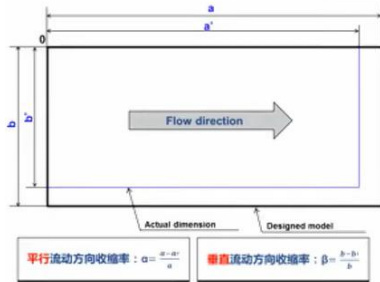 a
a'
0
b
b'
Flow direction
Actual dimension
Designed model
平行流动方向收缩率：α=(a-a')/a
垂直流动方向收缩率：β=(b-b')/b